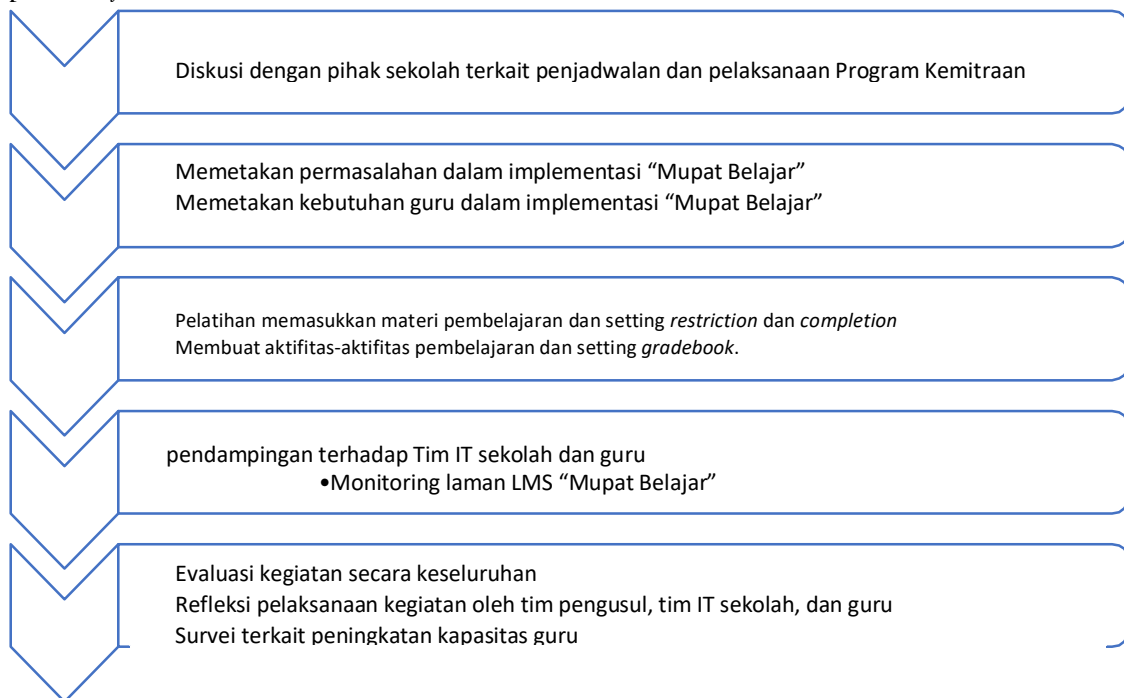 Diskusi dengan pihak sekolah terkait penjadwalan dan pelaksanaan Program Kemitraan
Memetakan permasalahan dalam implementasi “Mupat Belajar”
Memetakan kebutuhan guru dalam implementasi “Mupat Belajar”
Pelatihan memasukkan materi pembelajaran dan setting restriction dan completion
Membuat aktifitas-aktifitas pembelajaran dan setting gradebook.
pendampingan terhadap Tim IT sekolah dan guru
•Monitoring laman LMS “Mupat Belajar”
Evaluasi kegiatan secara keseluruhan
Refleksi pelaksanaan kegiatan oleh tim pengusul, tim IT sekolah, dan guru
Survei terkait peningkatan kapasitas guru